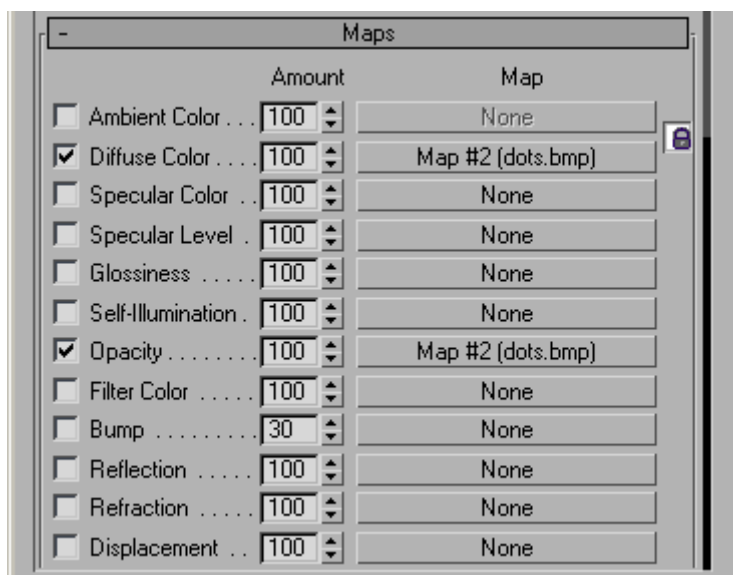 - Maps
Amount Map
Ambient Color . . . 100 None
Diffuse Color . . . . 100 Map #2 (dots.bmp)
Specular Color . . 100 None
Specular Level . 100 None
Glossiness . . . . . 100 None
Self-Illumination . 100 None
Opacity . . . . . . . . 100 Map #2 (dots.bmp)
Filter Color . . . . . 100 None
Bump . . . . . . . . . 30 None
Reflection . . . . . 100 None
Refraction . . . . . 100 None
Displacement . . 100 None